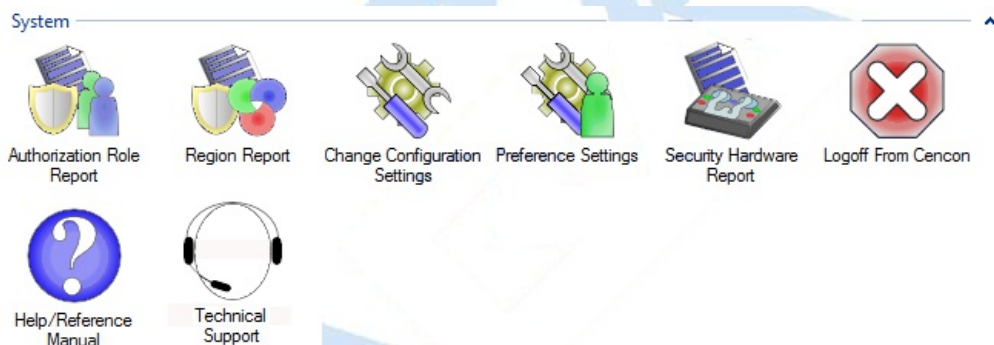 System
Authorization Role
Report
Region Report
Change Configuration
Settings
Preference Settings
Security Hardware
Report
Logoff From Cencon
Help/Reference
Manual
Technical
Support